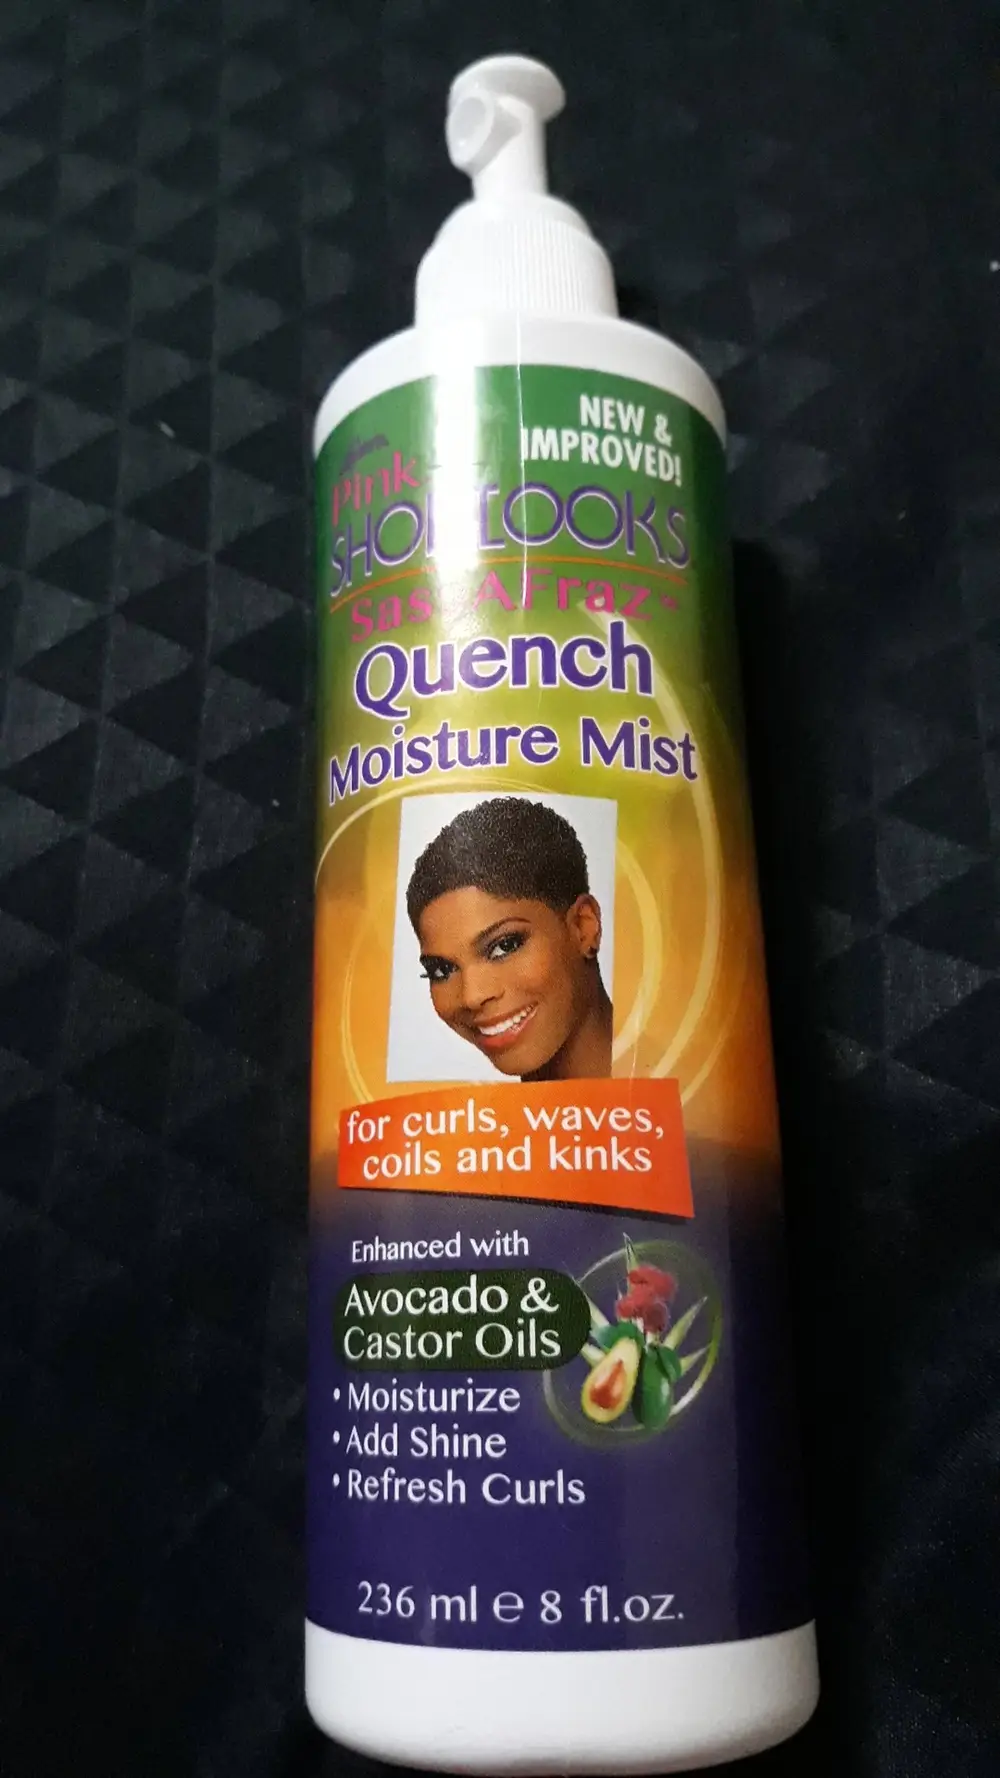 NEW &
IMPROVED!
Pink
SHORTLOOKS
SassAFraz™
Quench
Moisture Mist
for curls, waves,
coils and kinks
Enhanced with
Avocado &
Castor Oils
• Moisturize
• Add Shine
• Refresh Curls
236 ml e 8 fl.oz.